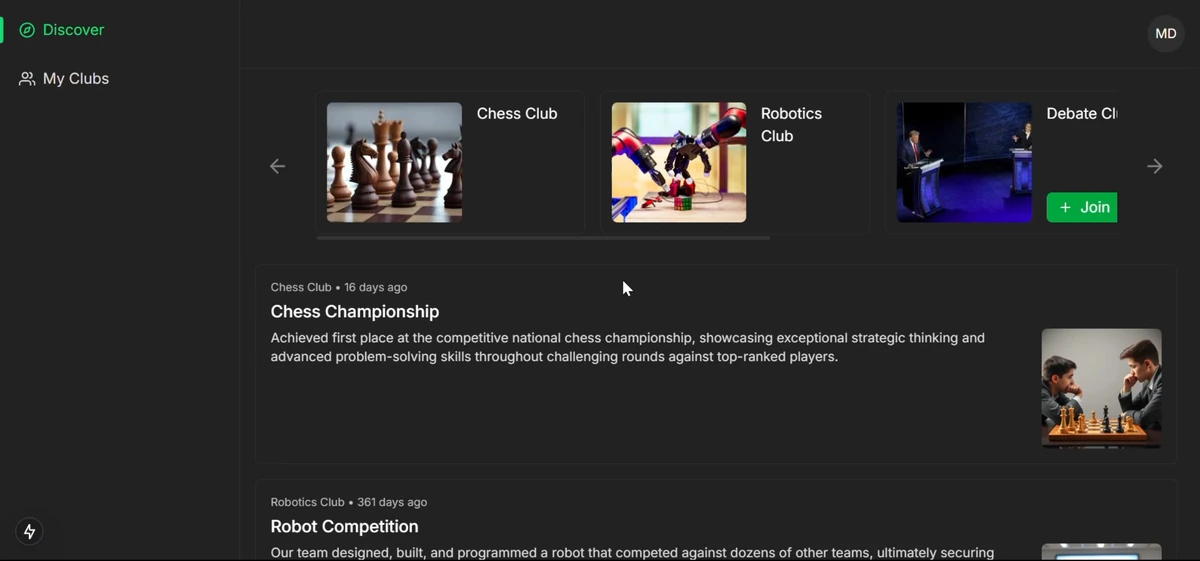 Discover
My Clubs
MD
Chess Club
Robotics
Club
Debate Cl
+ Join
Chess Club • 16 days ago
Chess Championship
Achieved first place at the competitive national chess championship, showcasing exceptional strategic thinking and
advanced problem-solving skills throughout challenging rounds against top-ranked players.
Robotics Club • 361 days ago
Robot Competition
Our team designed, built, and programmed a robot that competed against dozens of other teams, ultimately securing